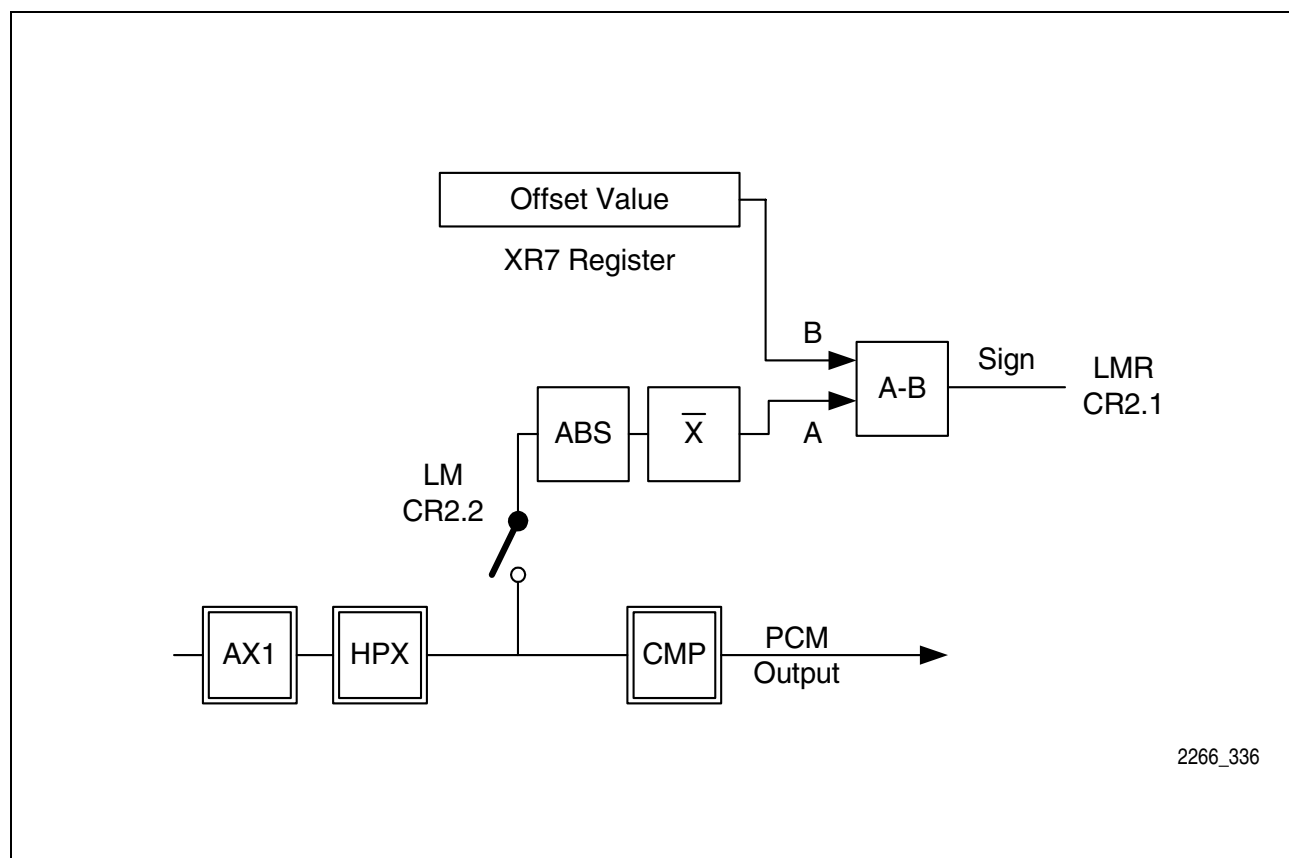 Offset Value
XR7 Register
B
A-B
Sign
LMR
CR2.1
ABS
X̅
A
LM
CR2.2
AX1
HPX
CMP
PCM
Output
2266_336